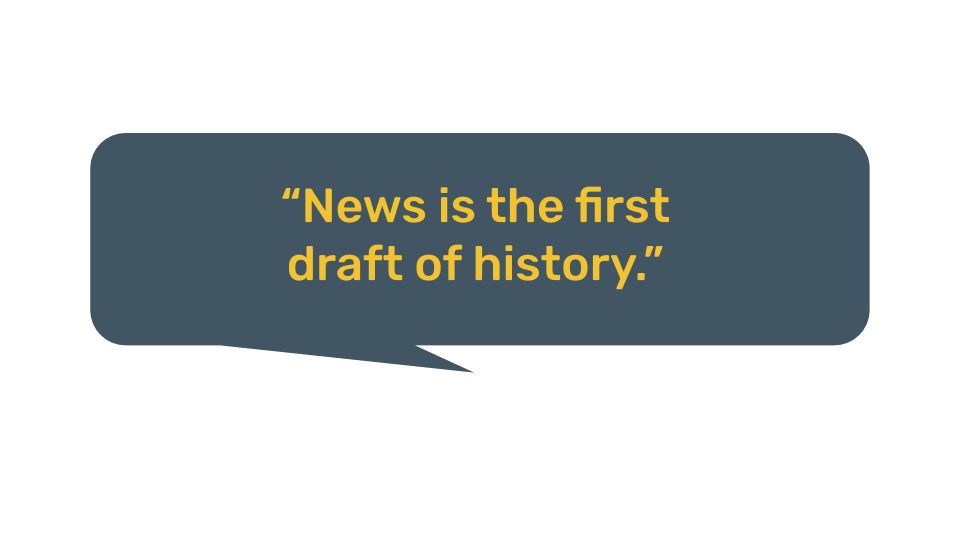 “News is the first
draft of history.”